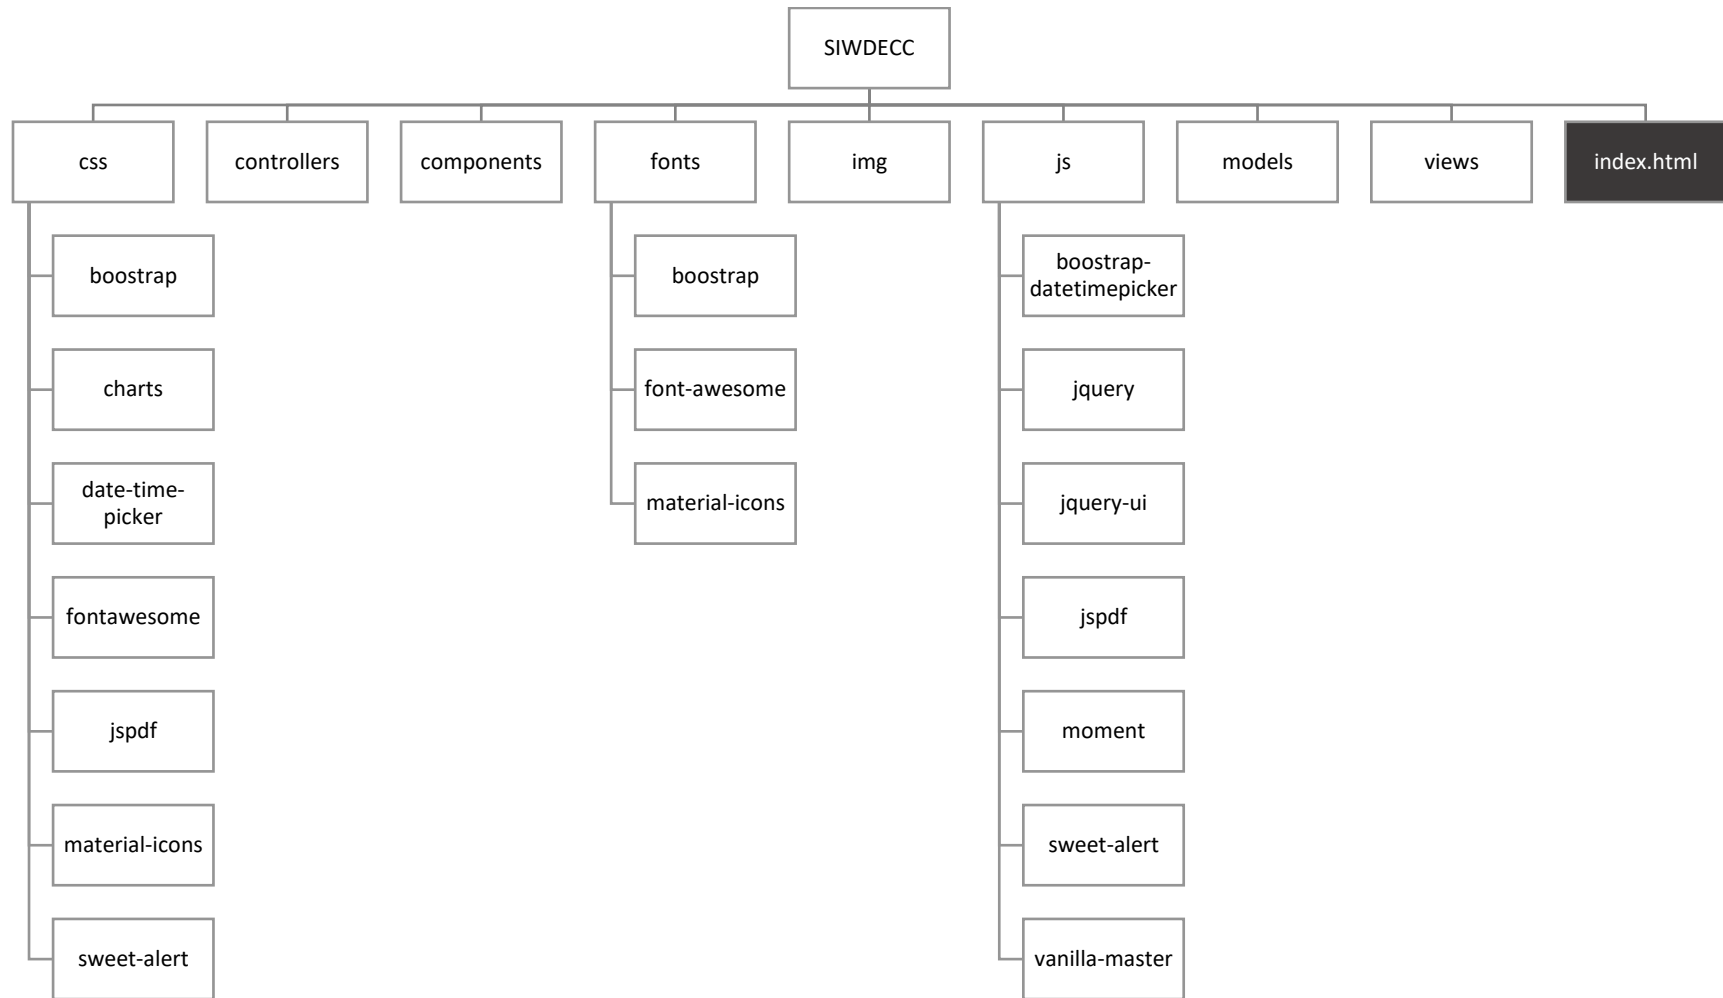 SIWDECC
css
controllers
components
fonts
img
js
models
views
index.html
boostrap
charts
date-time-
picker
fontawesome
jspdf
material-icons
sweet-alert
boostrap
font-awesome
material-icons
boostrap-
datetimepicker
jquery
jquery-ui
jspdf
moment
sweet-alert
vanilla-master